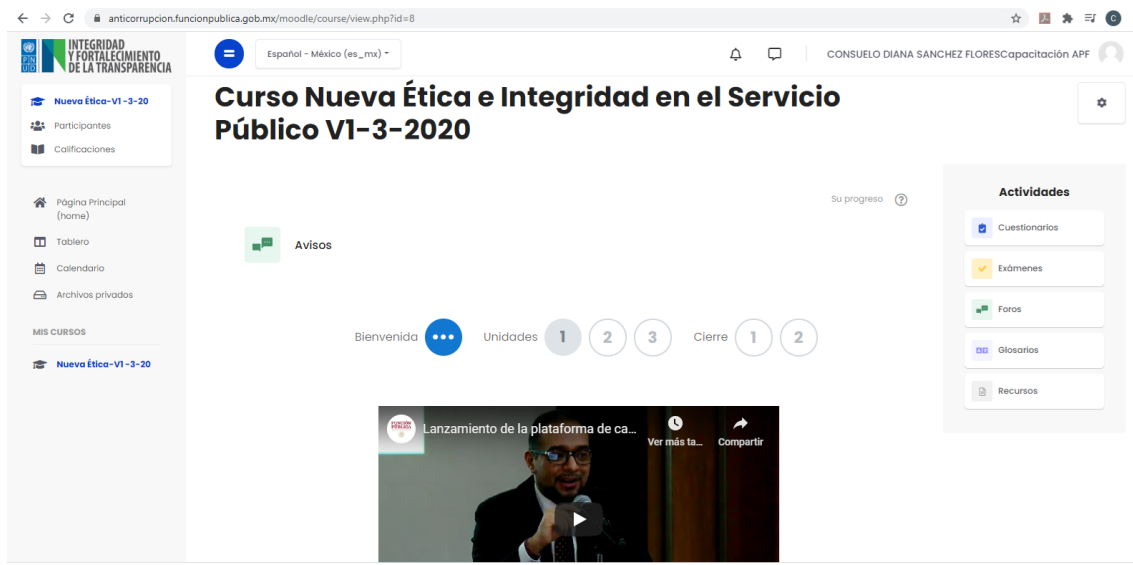 anticorrupcion.funcionpublica.gob.mx/moodle/course/view.php?id=8
C
PN
UD
INTEGRIDAD
Y FORTALECIMIENTO
DE LA TRANSPARENCIA
Español - México (es_mx)
CONSUELO DIANA SANCHEZ FLORESCapacitación APF
Nueva Ética-V1 -3-20
Participantes
Calificaciones
Página Principal
(home)
Tablero
Calendario
Archivos privados
MIS CURSOS
Nueva Ética-V1 -3-20
Curso Nueva Ética e Integridad en el Servicio
Público V1-3-2020
Su progreso
Avisos
Bienvenida
Unidades 1 2 3
Cierre 1 2
FUNCIÓN
PÚBLICA
Lanzamiento de la plataforma de ca...
Ver más ta...
Compartir
Actividades
Cuestionarios
Exámenes
Foros
Glosarios
Recursos